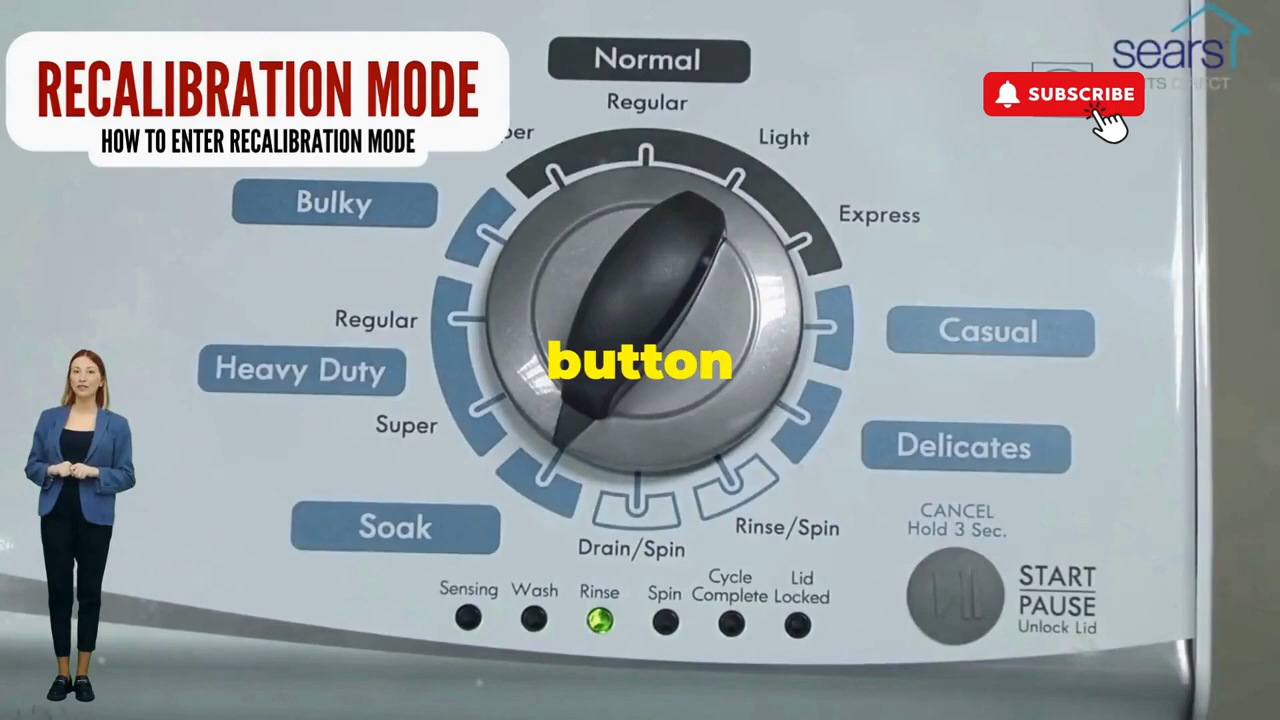 RECALIBRATION MODE
HOW TO ENTER RECALIBRATION MODE
sears
SUBSCRIBE
Normal
Regular
Light
Express
Bulky
Regular
Heavy Duty
Super
Casual
Delicates
button
Soak
Drain/Spin
Rinse/Spin
CANCEL
Hold 3 Sec.
Sensing
Wash
Rinse
Spin
Cycle
Complete
Lid
Locked
START
PAUSE
Unlock Lid